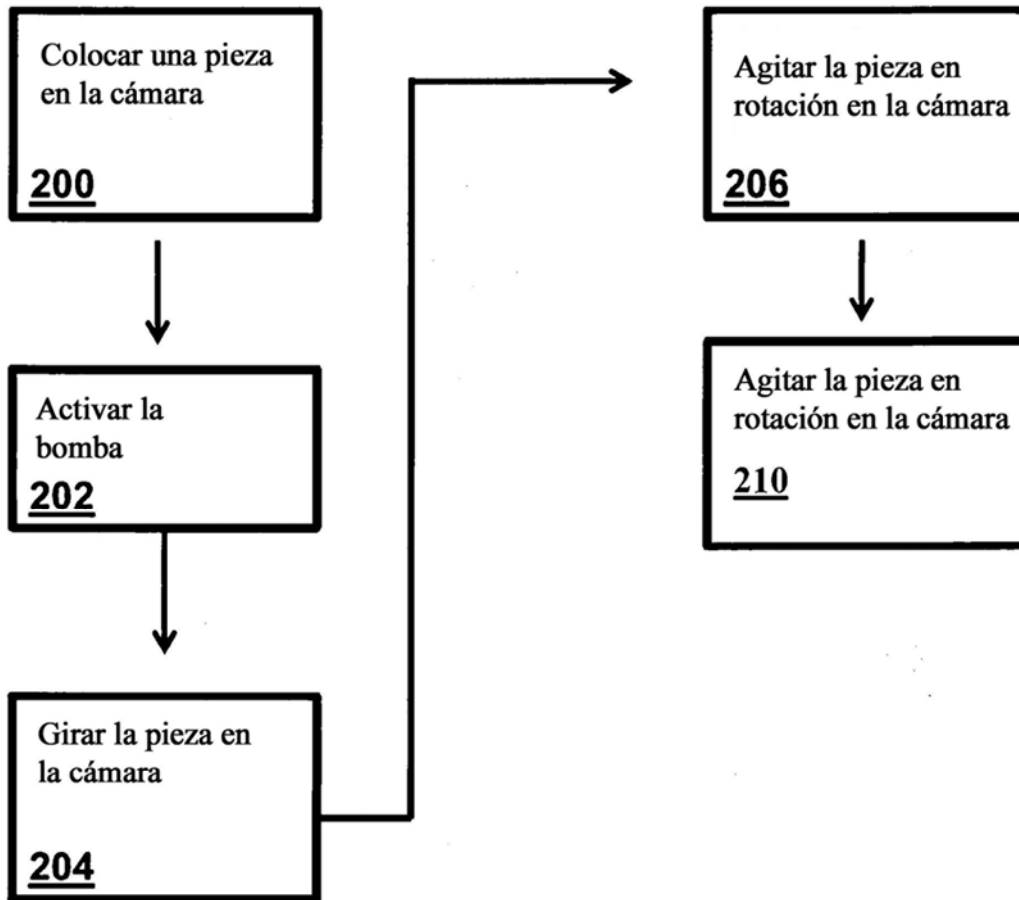 Colocar una pieza
en la cámara
200
Activar la
bomba
202
Girar la pieza en
la cámara
204
Agitar la pieza en
rotación en la cámara
206
Agitar la pieza en
rotación en la cámara
210